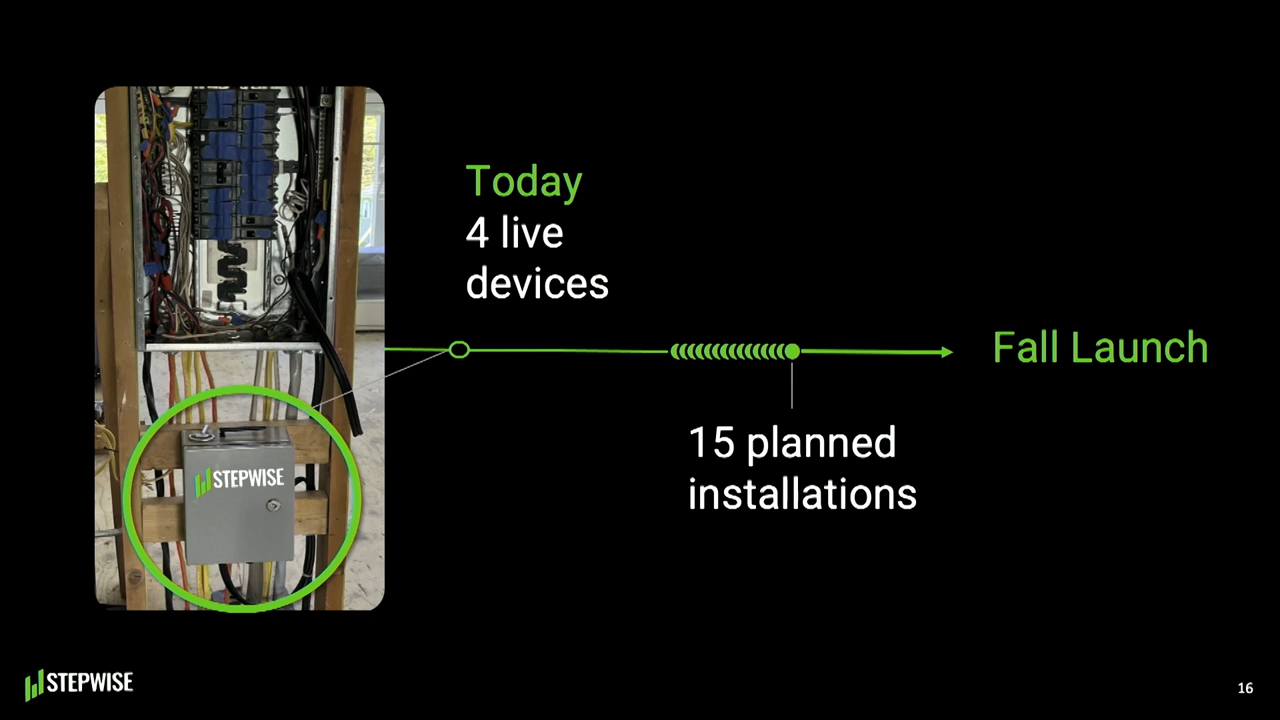 Today
4 live
devices
Fall Launch
15 planned
installations
STEPWISE
STEPWISE
16